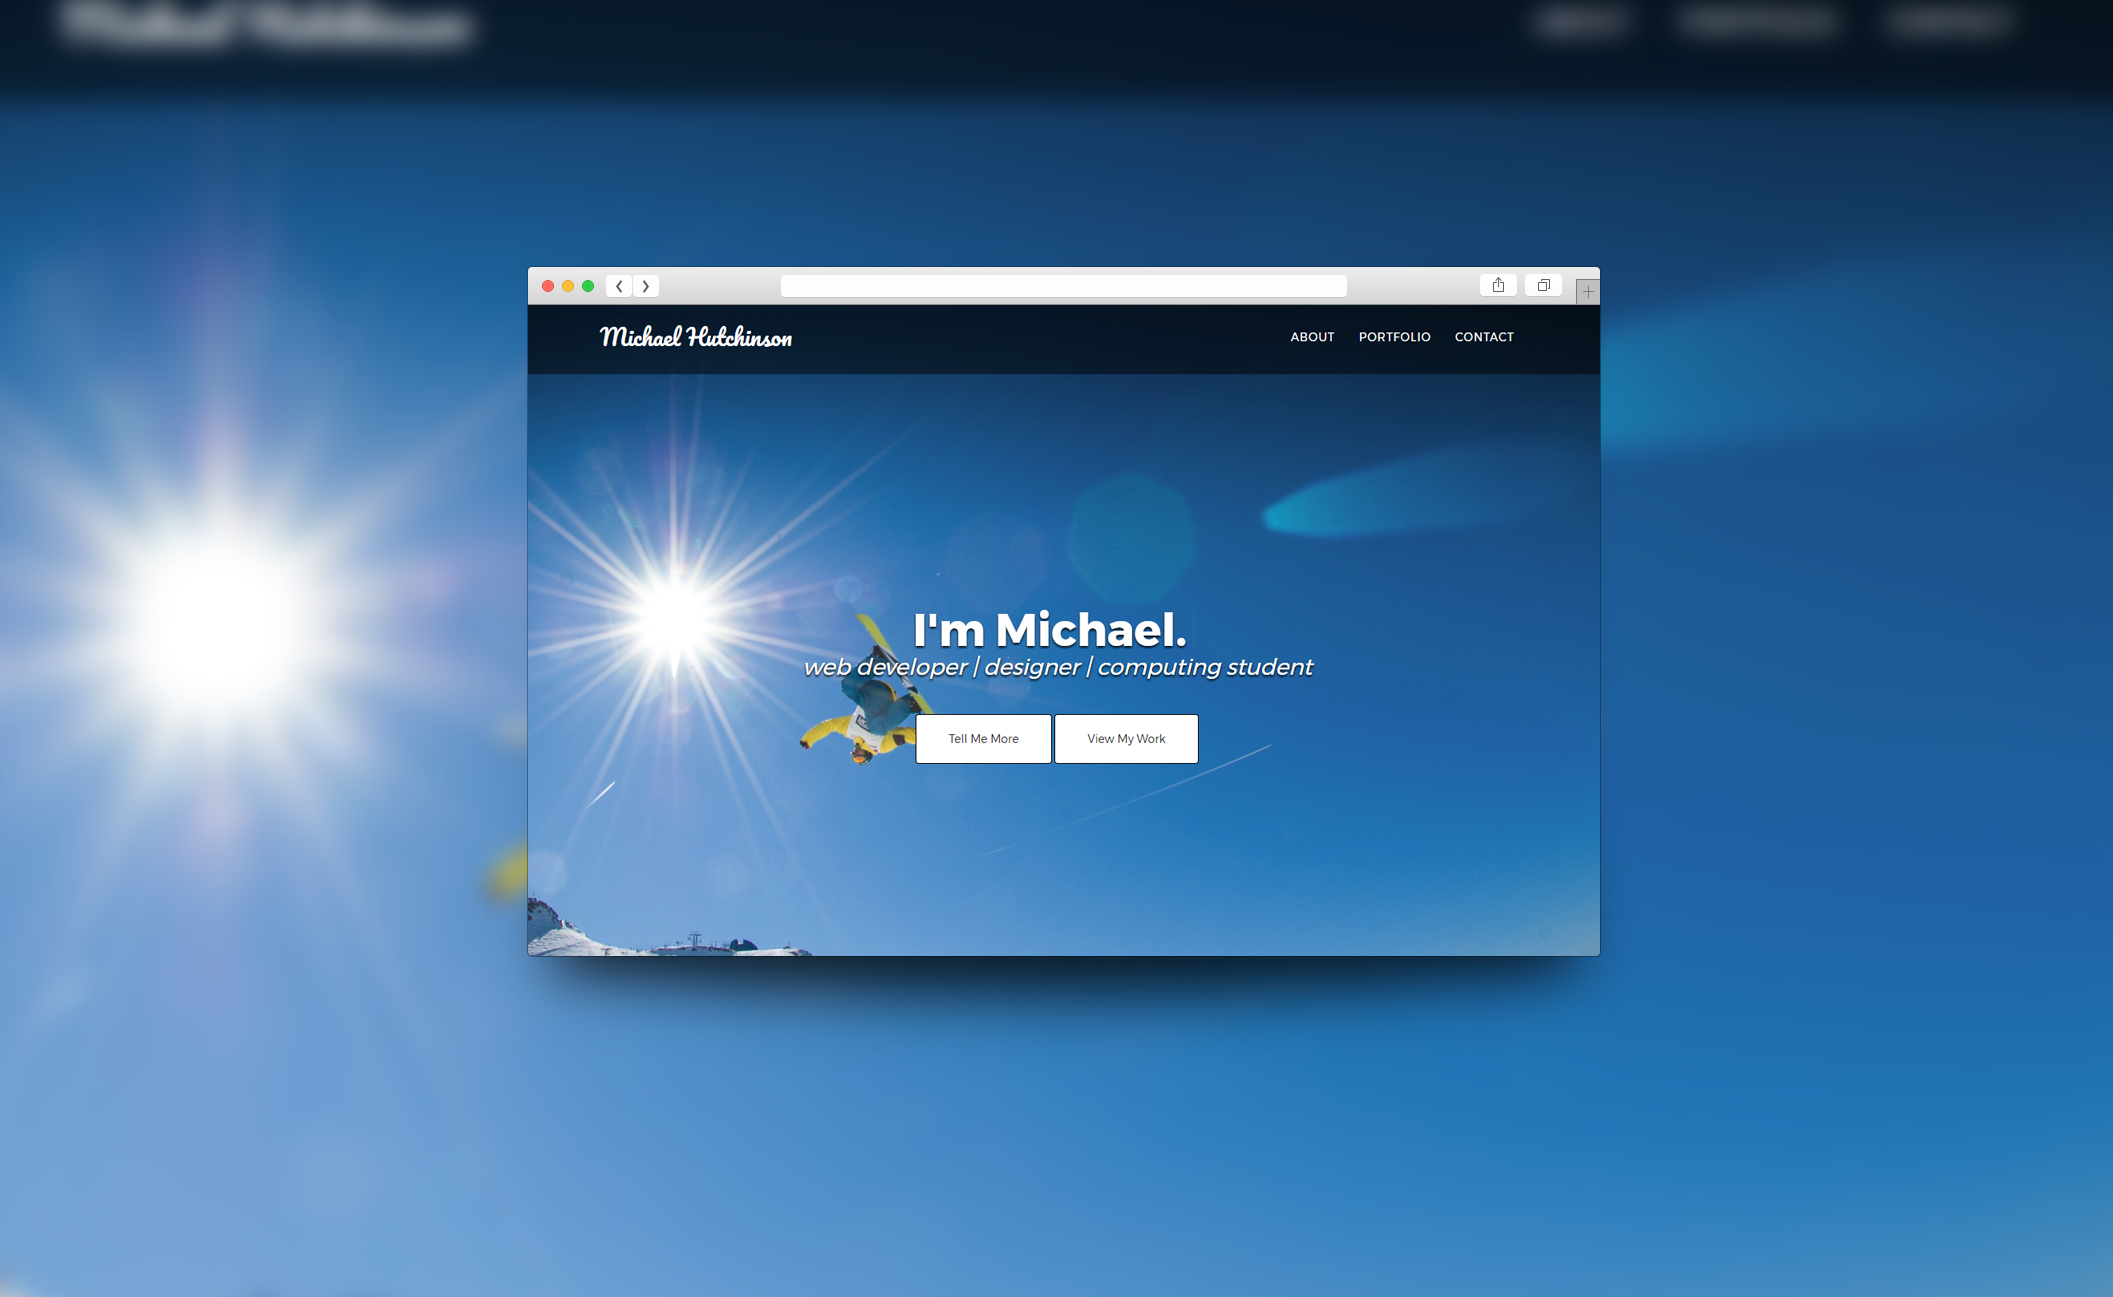 Michael Hutchinson
ABOUT PORTFOLIO CONTACT
I'm Michael.
web developer | designer | computing student
Tell Me More
View My Work